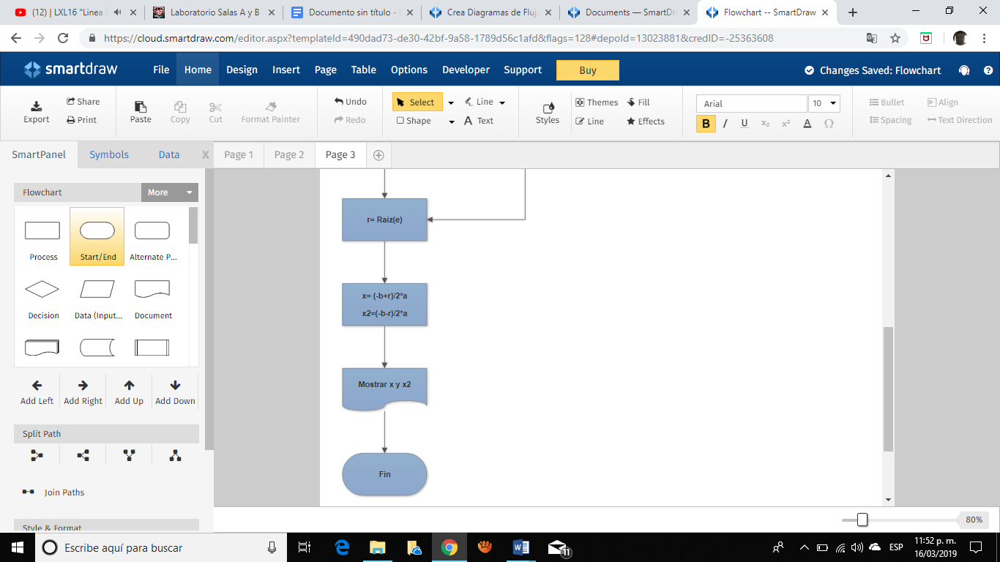 (12) | LXL16 "Linea
Laboratorio Salas A y B
Documento sin título -
Crea Diagramas de Fluj
Documents — SmartDr
Flowchart -- SmartDraw
https://cloud.smartdraw.com/editor.aspx?templateId=490dad73-de30-42bf-9a58-1789d56c1afd&flags=128#depoId=13023881&credID=-25363608
smartdraw
File Home Design Insert Page Table Options Developer Support Buy
Changes Saved: Flowchart
Export
Share
Print
Paste
Copy
Cut
Format Painter
Undo
Redo
Select
Line
Shape
Text
Styles
Themes
Fill
Line
Effects
Arial
10
B I U x₂ x² A Ω
Bullet
Align
Spacing
Text Direction
SmartPanel Symbols Data X
Page 1 Page 2 Page 3
Flowchart
More
Process Start/End Alternate P...
Decision Data (Input... Document
Add Left Add Right Add Up Add Down
Split Path
Join Paths
Style & Format
r= Raiz(e)
x= (-b+r)/2*a
x2=(-b-r)/2*a
Mostrar x y x2
Fin
80%
Escribe aquí para buscar
11
ESP
11:52 p. m.
16/03/2019